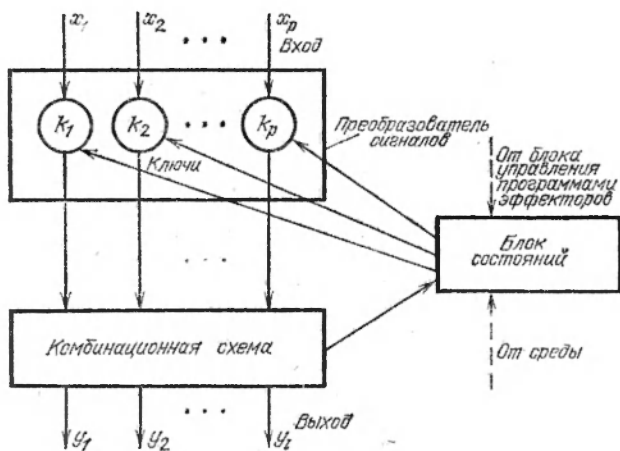 x₁ x₂ ... xₚ
Вход
k₁ k₂ ... kₚ
Преобразователь
сигналов
Ключи
От блока
управления
программами
эффекторов
Блок
состояний
...
Комбинационная схема
От среды
...
Выход
y₁ y₂ yₗ